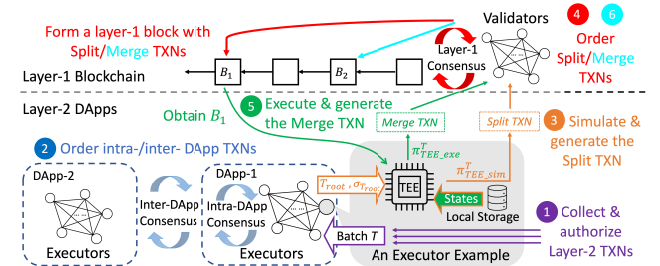 Validators
4 6
Form a layer-1 block with
Split/Merge TXNs
Order
Split/Merge
TXNs
Layer-1
Consensus
B1
B2
Layer-1 Blockchain
Layer-2 DApps
Obtain B1
5 Execute & generate
the Merge TXN
Merge TXN
Split TXN
3 Simulate &
generate the
Split TXN
2 Order intra-/inter- DApp TXNs
π^T_TEE_exe
π^T_TEE_sim
DApp-2
DApp-1
Inter-DApp
Consensus
Intra-DApp
Consensus
T_root, σ_T_root
TEE
States
Local Storage
Executors
Executors
Batch T
An Executor Example
1 Collect &
authorize
Layer-2 TXNs